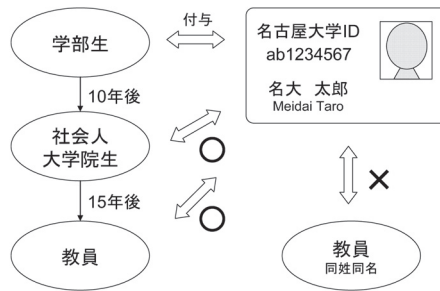 学部生
付与
名古屋大学ID
ab1234567
名大 太郎
Meidai Taro
10年後
社会人
大学院生
15年後
教員
教員
同姓同名